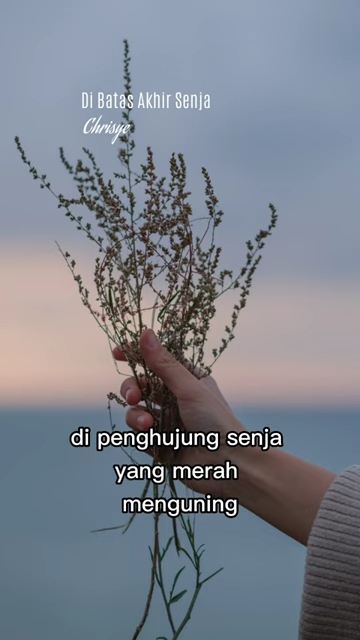 Di Batas Akhir Senja
Chrisye
di penghujung senja
yang merah
menguning